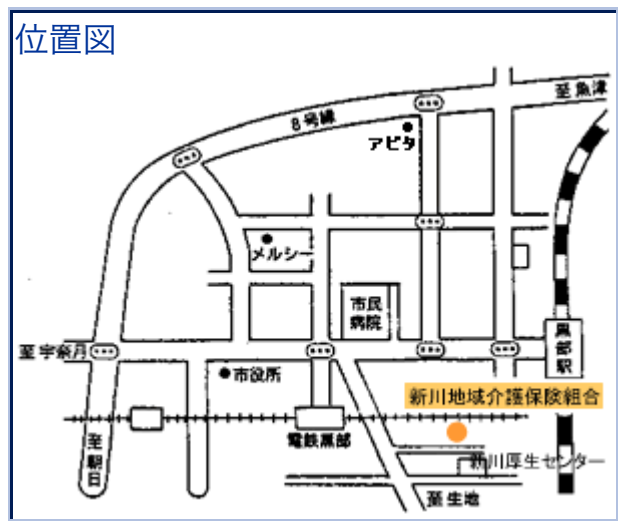 位置図
至魚津
8号線
アピタ
メルシー
市民
病院
黒部駅
至宇奈月
市役所
新川地域介護保険組合
電鉄黒部
至朝日
新川厚生センター
至生地